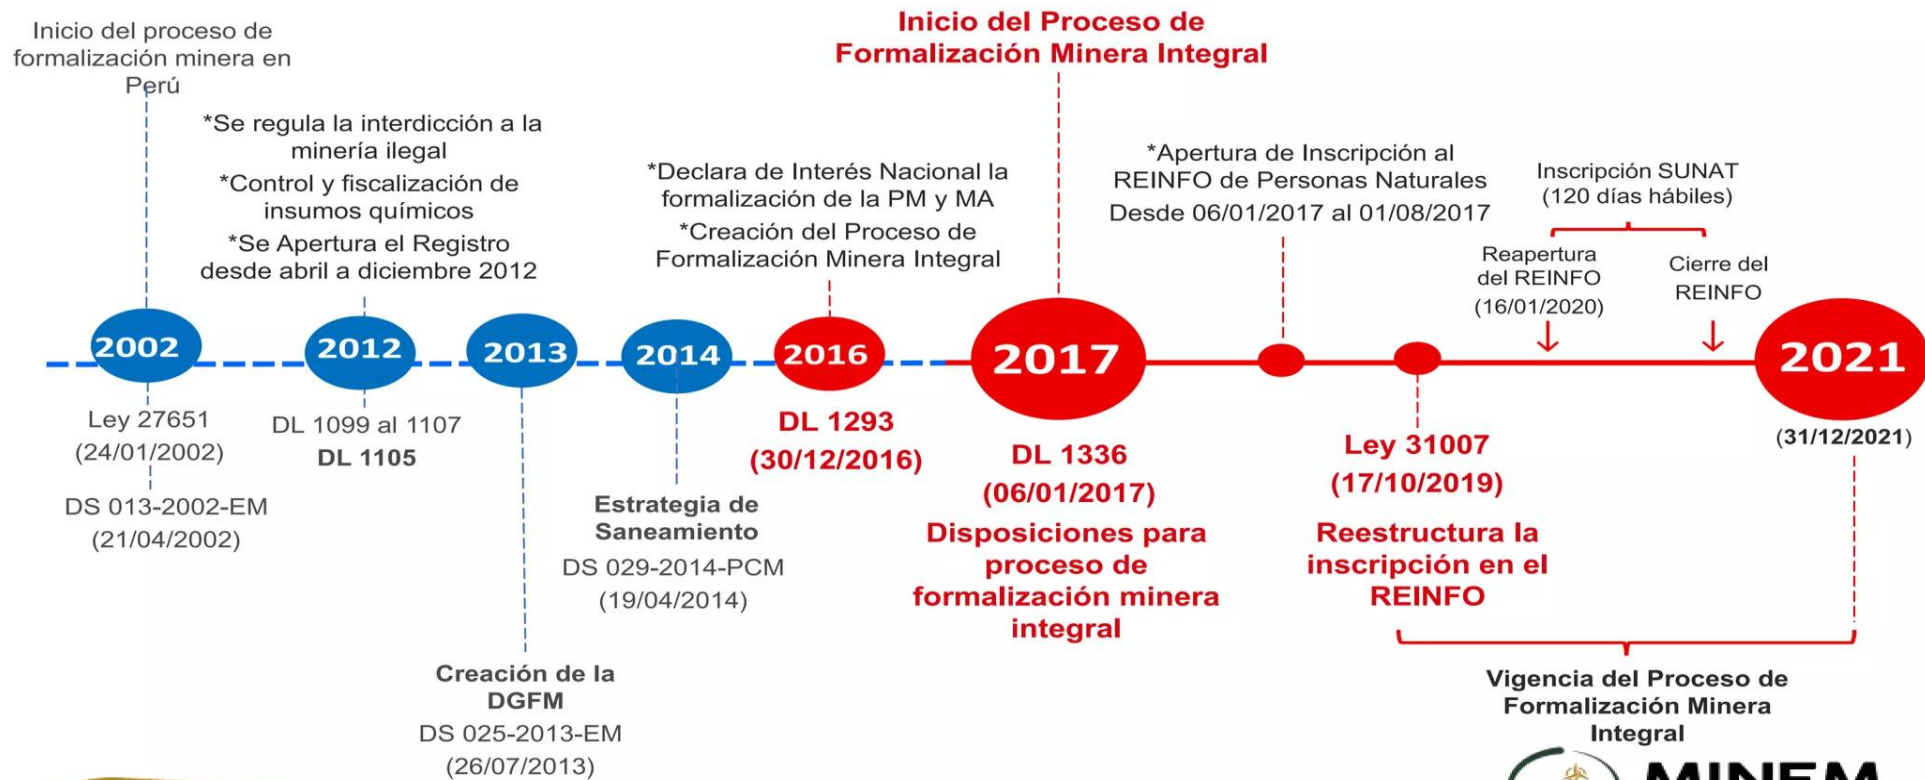 Inicio del proceso de
formalización minera en
Perú
*Se regula la interdicción a la
minería ilegal
*Control y fiscalización de
insumos químicos
*Se Apertura el Registro
desde abril a diciembre 2012
*Declara de Interés Nacional la
formalización de la PM y MA
*Creación del Proceso de
Formalización Minera Integral
Inicio del Proceso de
Formalización Minera Integral
*Apertura de Inscripción al
REINFO de Personas Naturales
Desde 06/01/2017 al 01/08/2017
Inscripción SUNAT
(120 días hábiles)
Reapertura
del REINFO
(16/01/2020)
Cierre del
REINFO
2002
2012
2013
2014
2016
2017
2021
Ley 27651
(24/01/2002)
DS 013-2002-EM
(21/04/2002)
DL 1099 al 1107
DL 1105
Creación de la
DGFM
DS 025-2013-EM
(26/07/2013)
Estrategia de
Saneamiento
DS 029-2014-PCM
(19/04/2014)
DL 1293
(30/12/2016)
DL 1336
(06/01/2017)
Disposiciones para
proceso de
formalización minera
integral
Ley 31007
(17/10/2019)
Reestructura la
inscripción en el
REINFO
(31/12/2021)
Vigencia del Proceso de
Formalización Minera
Integral
MINEM